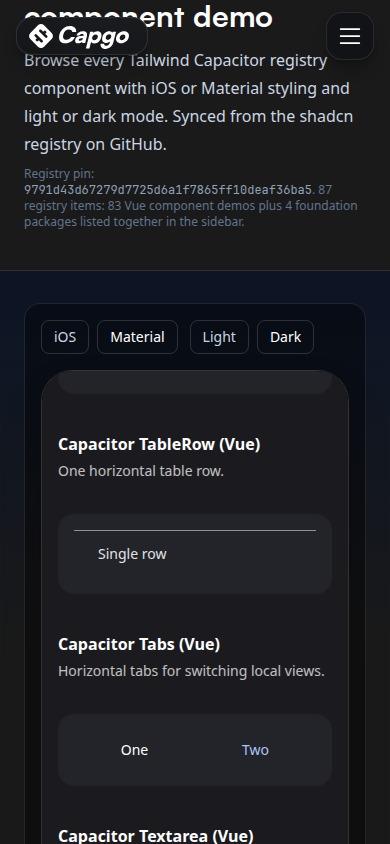 component demo
Capgo
Browse every Tailwind Capacitor registry
component with iOS or Material styling and
light or dark mode. Synced from the shadcn
registry on GitHub.
Registry pin:
9791d43d67279d7725d6a1f7865ff10deaf36ba5. 87
registry items: 83 Vue component demos plus 4 foundation
packages listed together in the sidebar.
iOS Material Light Dark
Capacitor TableRow (Vue)
One horizontal table row.
Single row
Capacitor Tabs (Vue)
Horizontal tabs for switching local views.
One Two
Capacitor Textarea (Vue)